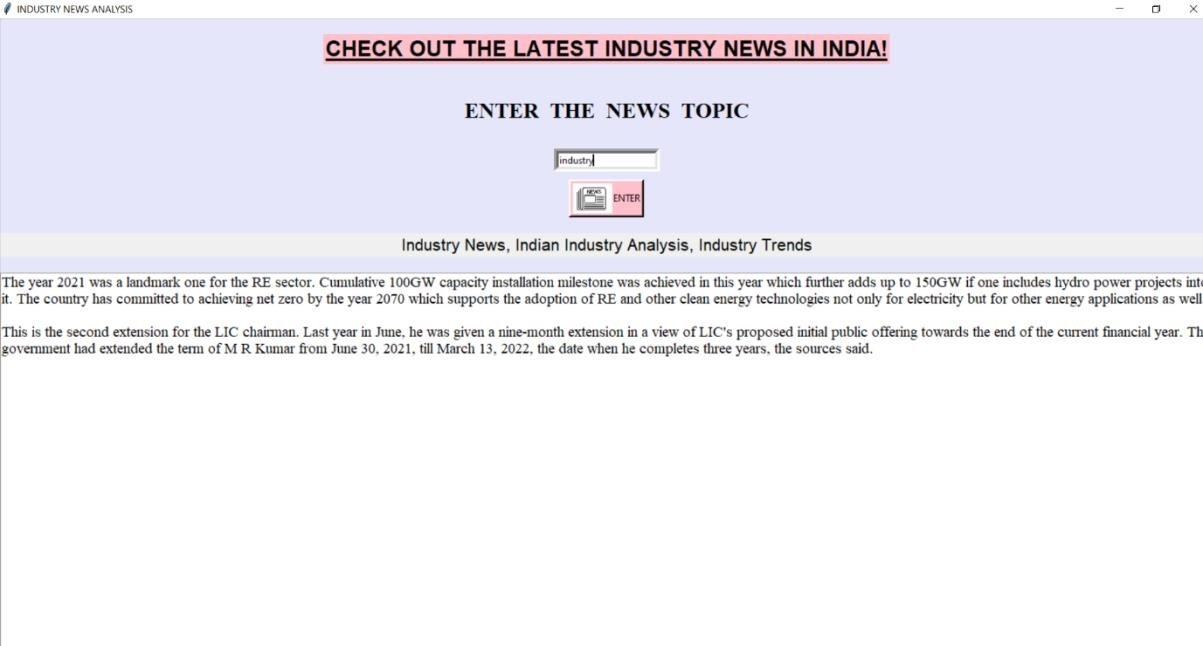 INDUSTRY NEWS ANALYSIS
CHECK OUT THE LATEST INDUSTRY NEWS IN INDIA!
ENTER THE NEWS TOPIC
industry
NEWS
ENTER
Industry News, Indian Industry Analysis, Industry Trends
The year 2021 was a landmark one for the RE sector. Cumulative 100GW capacity installation milestone was achieved in this year which further adds up to 150GW if one includes hydro power projects into
it. The country has committed to achieving net zero by the year 2070 which supports the adoption of RE and other clean energy technologies not only for electricity but for other energy applications as well
This is the second extension for the LIC chairman. Last year in June, he was given a nine-month extension in a view of LIC's proposed initial public offering towards the end of the current financial year. Th
government had extended the term of M R Kumar from June 30, 2021, till March 13, 2022, the date when he completes three years, the sources said.